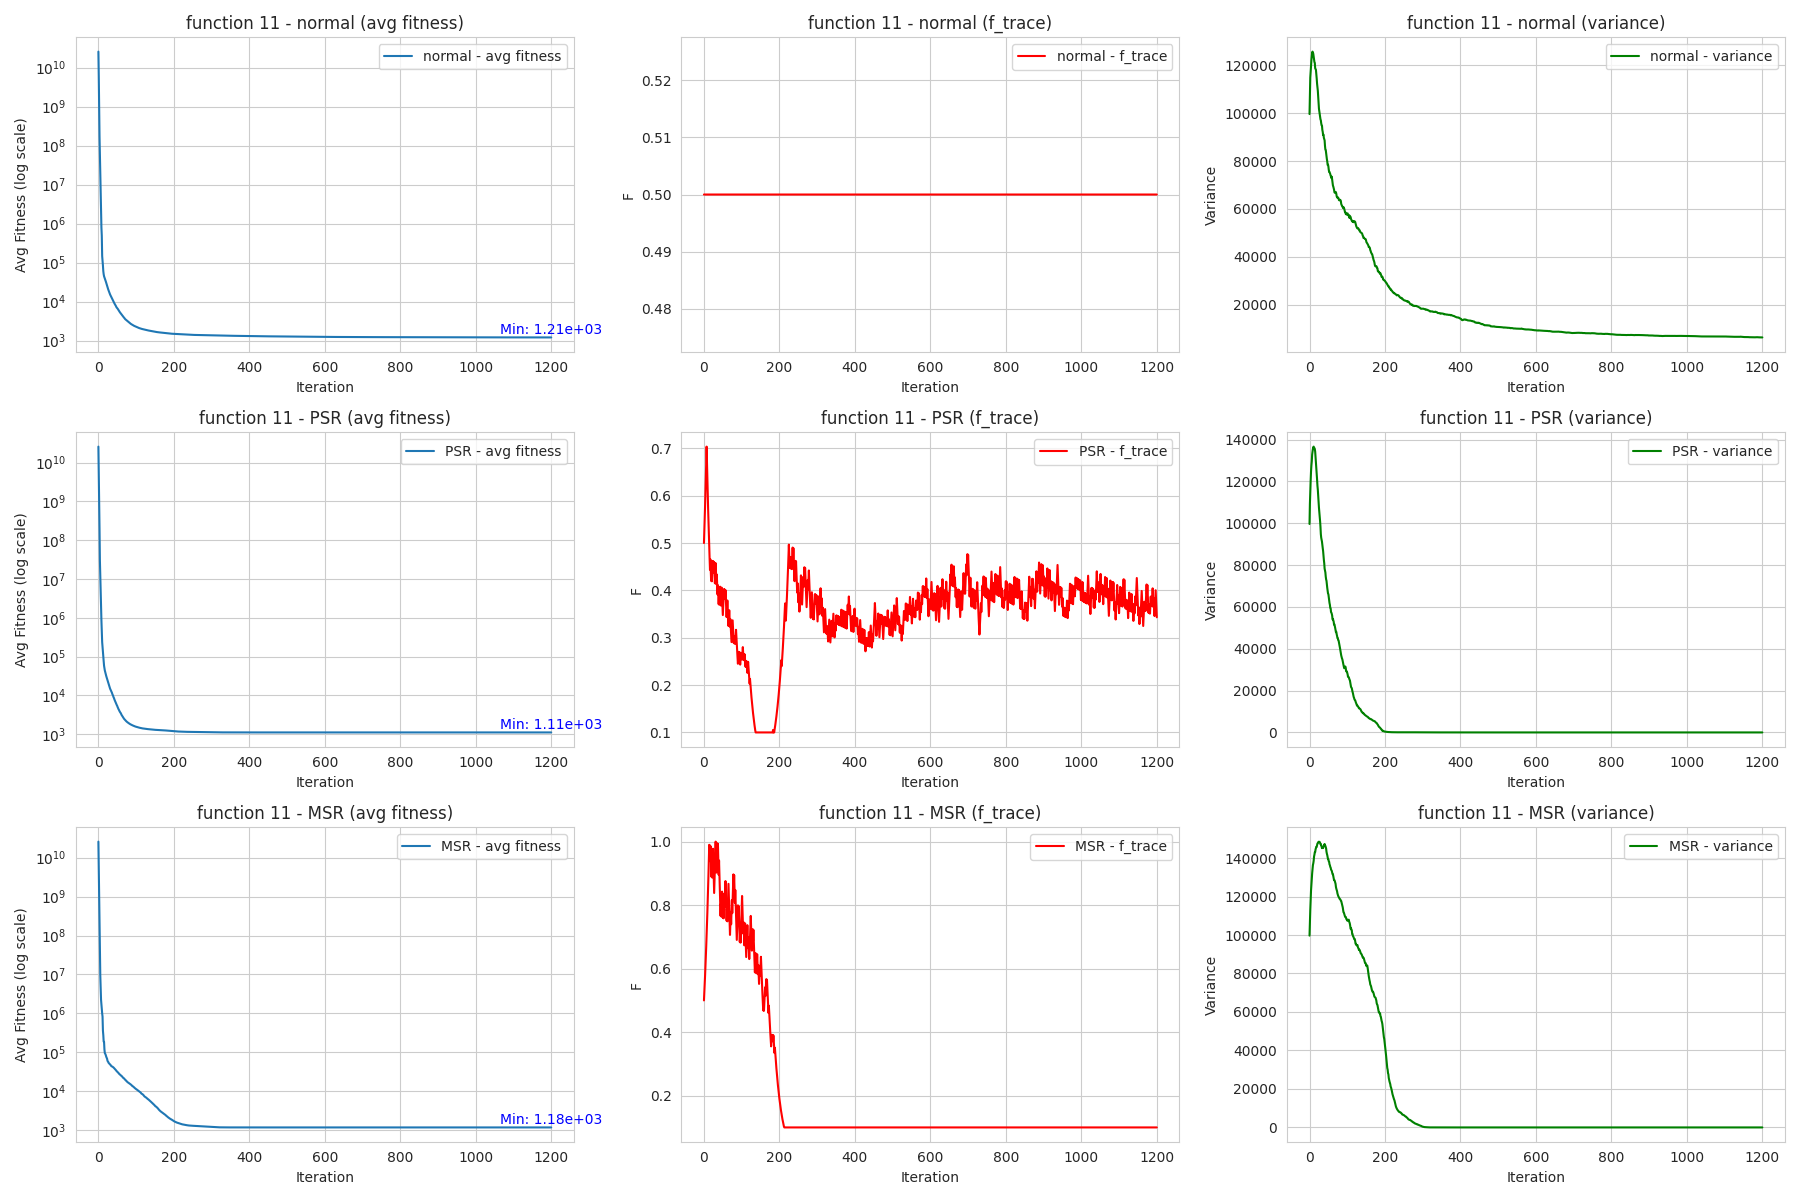 function 11 - normal (avg fitness)
normal - avg fitness
Avg Fitness (log scale)
10^10
10^9
10^8
10^7
10^6
10^5
10^4
10^3
Min: 1.21e+03
0 200 400 600 800 1000 1200
Iteration
function 11 - normal (f_trace)
normal - f_trace
F
0.52
0.51
0.50
0.49
0.48
0 200 400 600 800 1000 1200
Iteration
function 11 - normal (variance)
normal - variance
Variance
120000
100000
80000
60000
40000
20000
0 200 400 600 800 1000 1200
Iteration
function 11 - PSR (avg fitness)
PSR - avg fitness
Avg Fitness (log scale)
10^10
10^9
10^8
10^7
10^6
10^5
10^4
10^3
Min: 1.11e+03
0 200 400 600 800 1000 1200
Iteration
function 11 - PSR (f_trace)
PSR - f_trace
F
0.7
0.6
0.5
0.4
0.3
0.2
0.1
0 200 400 600 800 1000 1200
Iteration
function 11 - PSR (variance)
PSR - variance
Variance
140000
120000
100000
80000
60000
40000
20000
0
0 200 400 600 800 1000 1200
Iteration
function 11 - MSR (avg fitness)
MSR - avg fitness
Avg Fitness (log scale)
10^10
10^9
10^8
10^7
10^6
10^5
10^4
10^3
Min: 1.18e+03
0 200 400 600 800 1000 1200
Iteration
function 11 - MSR (f_trace)
MSR - f_trace
F
1.0
0.8
0.6
0.4
0.2
0 200 400 600 800 1000 1200
Iteration
function 11 - MSR (variance)
MSR - variance
Variance
140000
120000
100000
80000
60000
40000
20000
0
0 200 400 600 800 1000 1200
Iteration